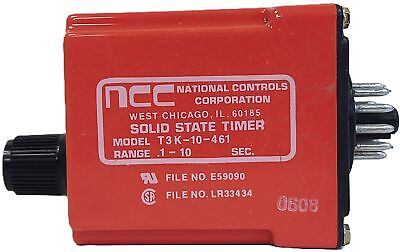 ncc NATIONAL CONTROLS
CORPORATION
WEST CHICAGO, IL. 60185
SOLID STATE TIMER
MODEL T3K-10-461
RANGE .1-10 SEC.
FILE NO. E59090
FILE NO. LR33434
0608